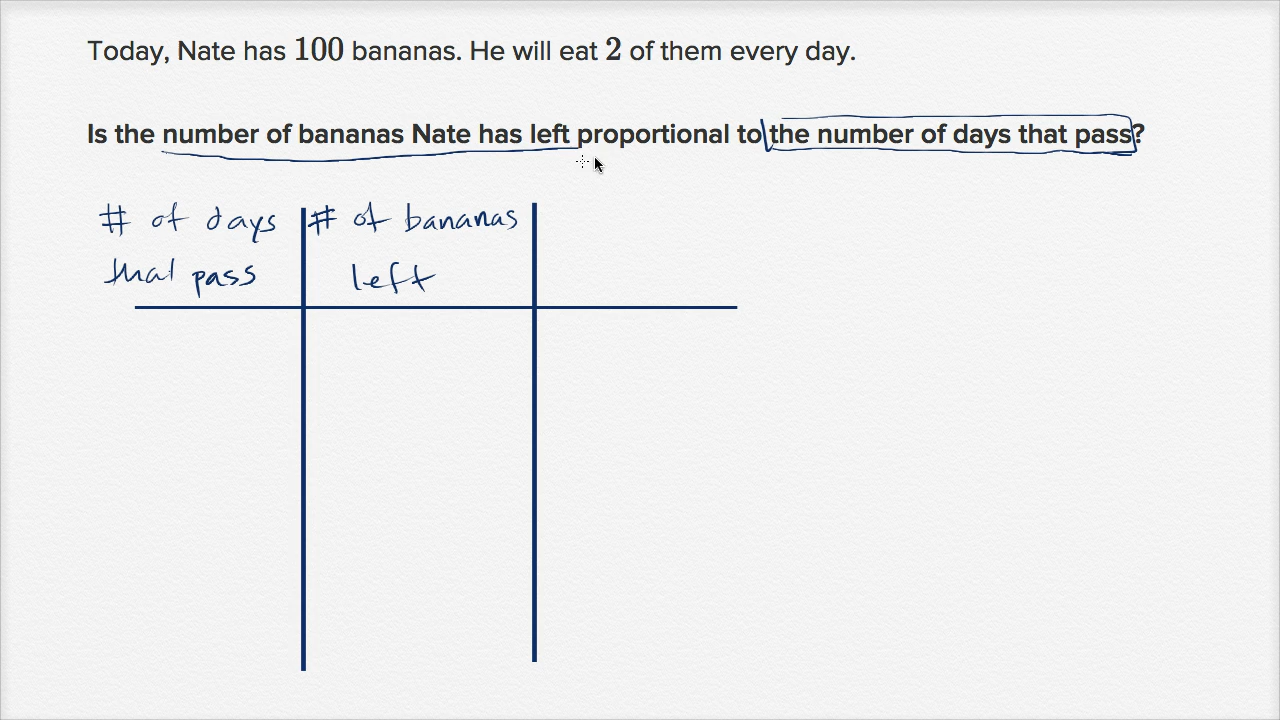 Today, Nate has 100 bananas. He will eat 2 of them every day.
Is the number of bananas Nate has left proportional to the number of days that pass?
# of days # of bananas
that pass left